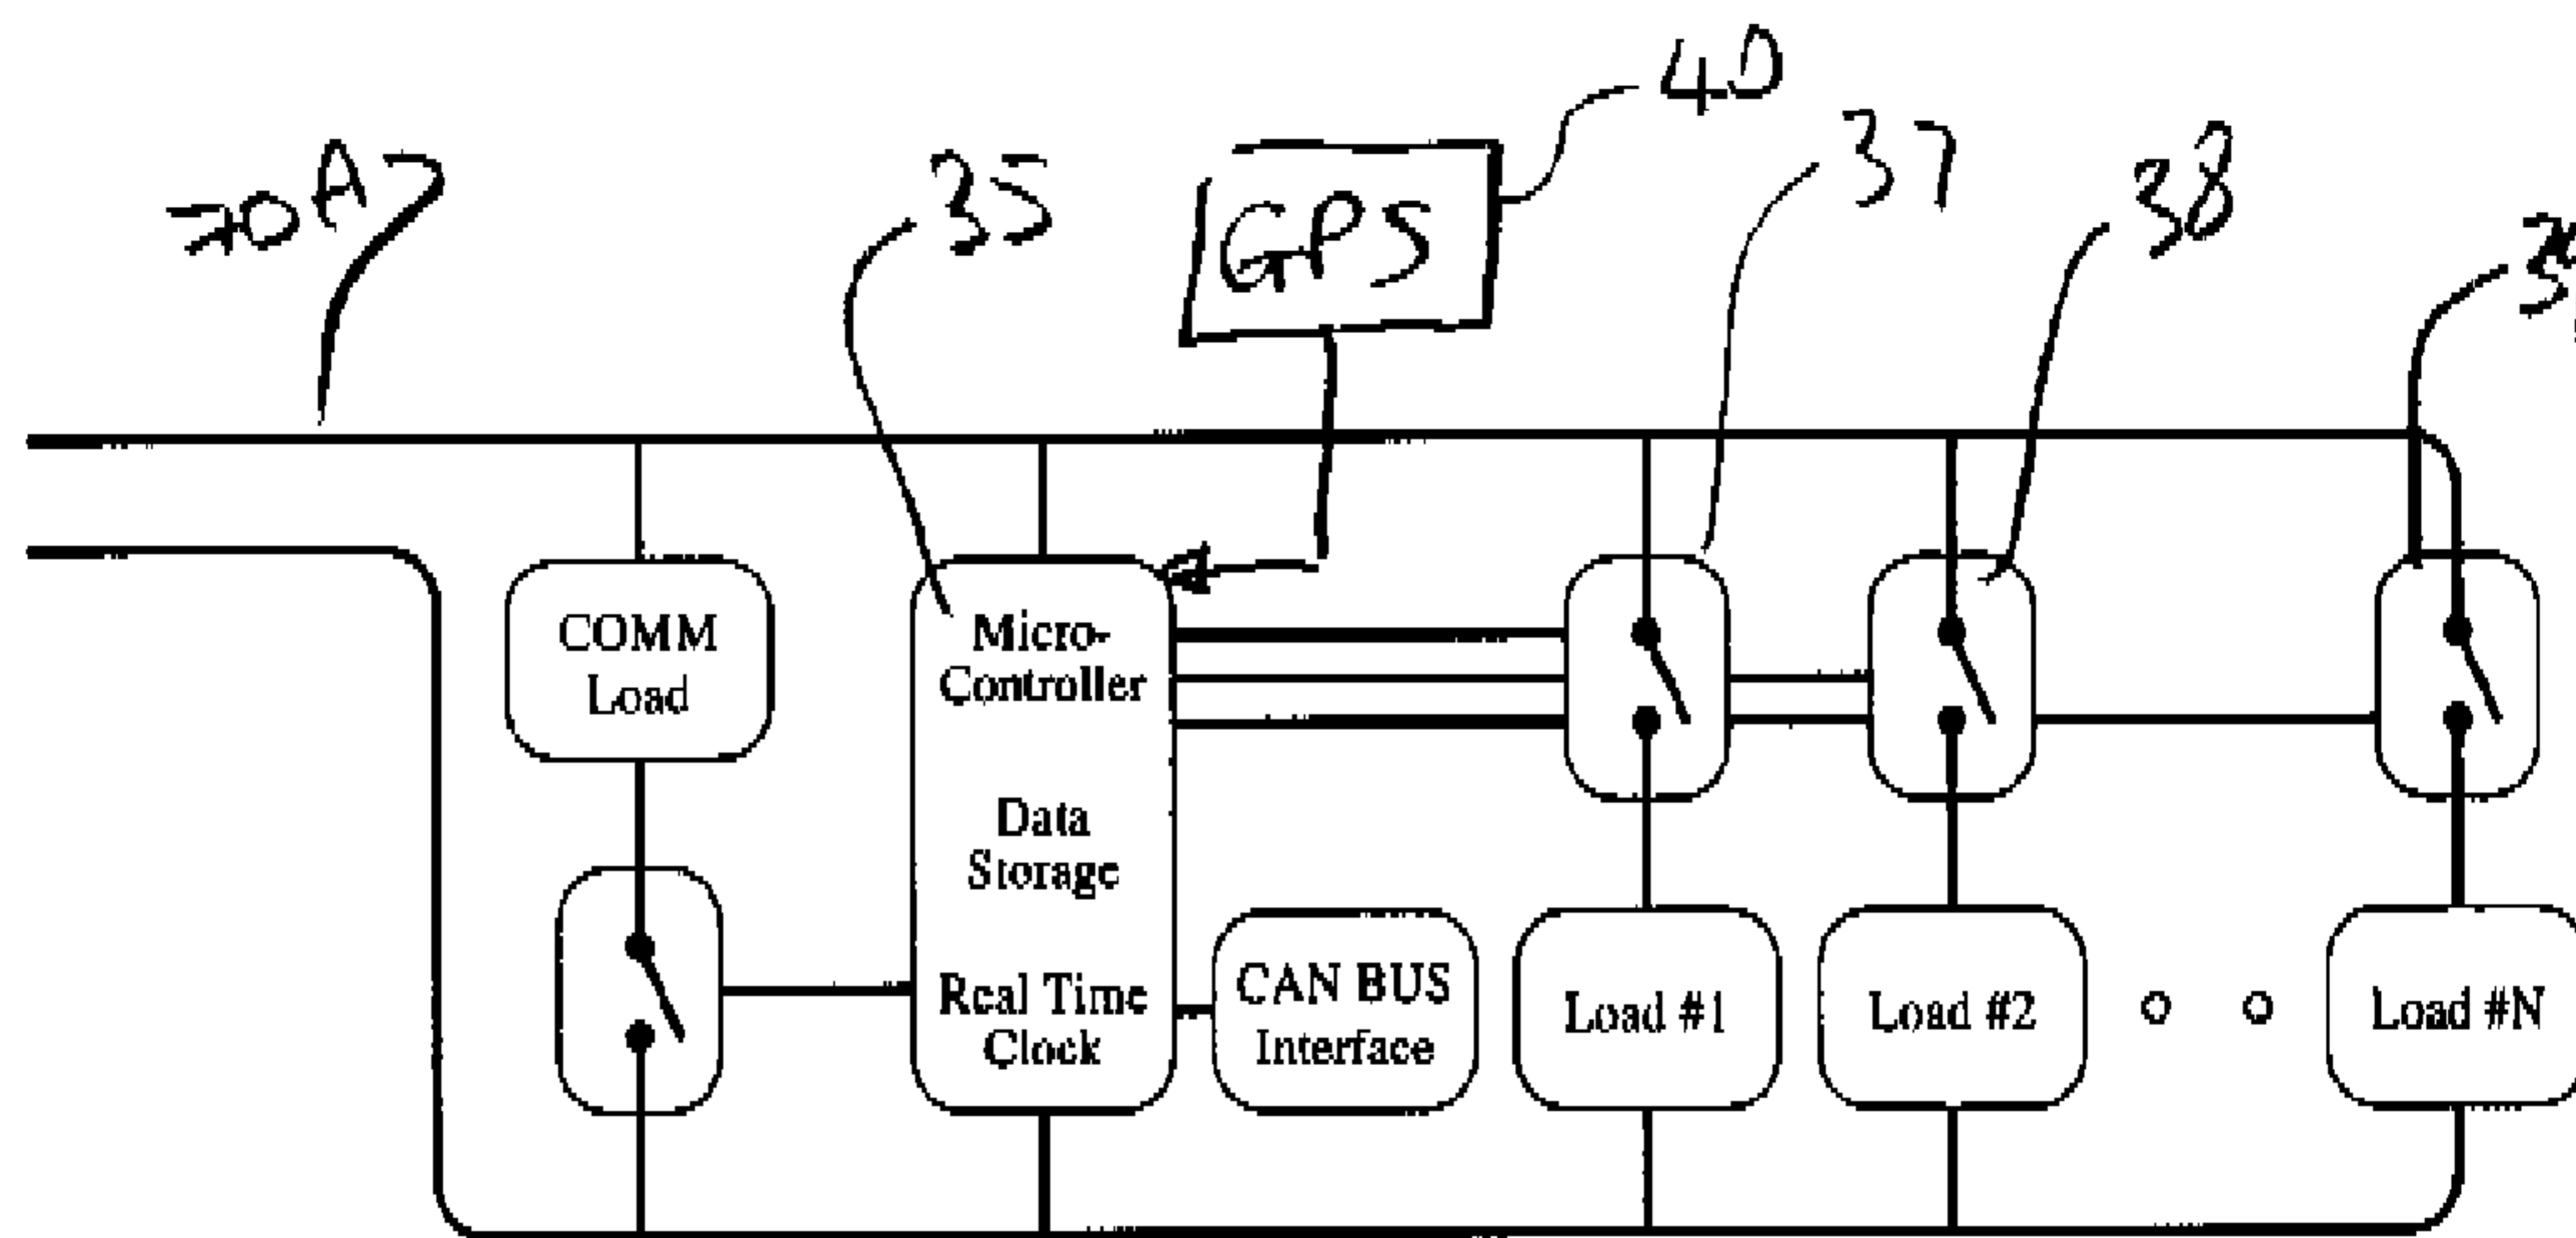 40
37
70A
35
GPS
38
COMM
Load
Micro-
Controller
Data
Storage
Real Time
Clock
CAN BUS
Interface
Load #1
Load #2
Load #N